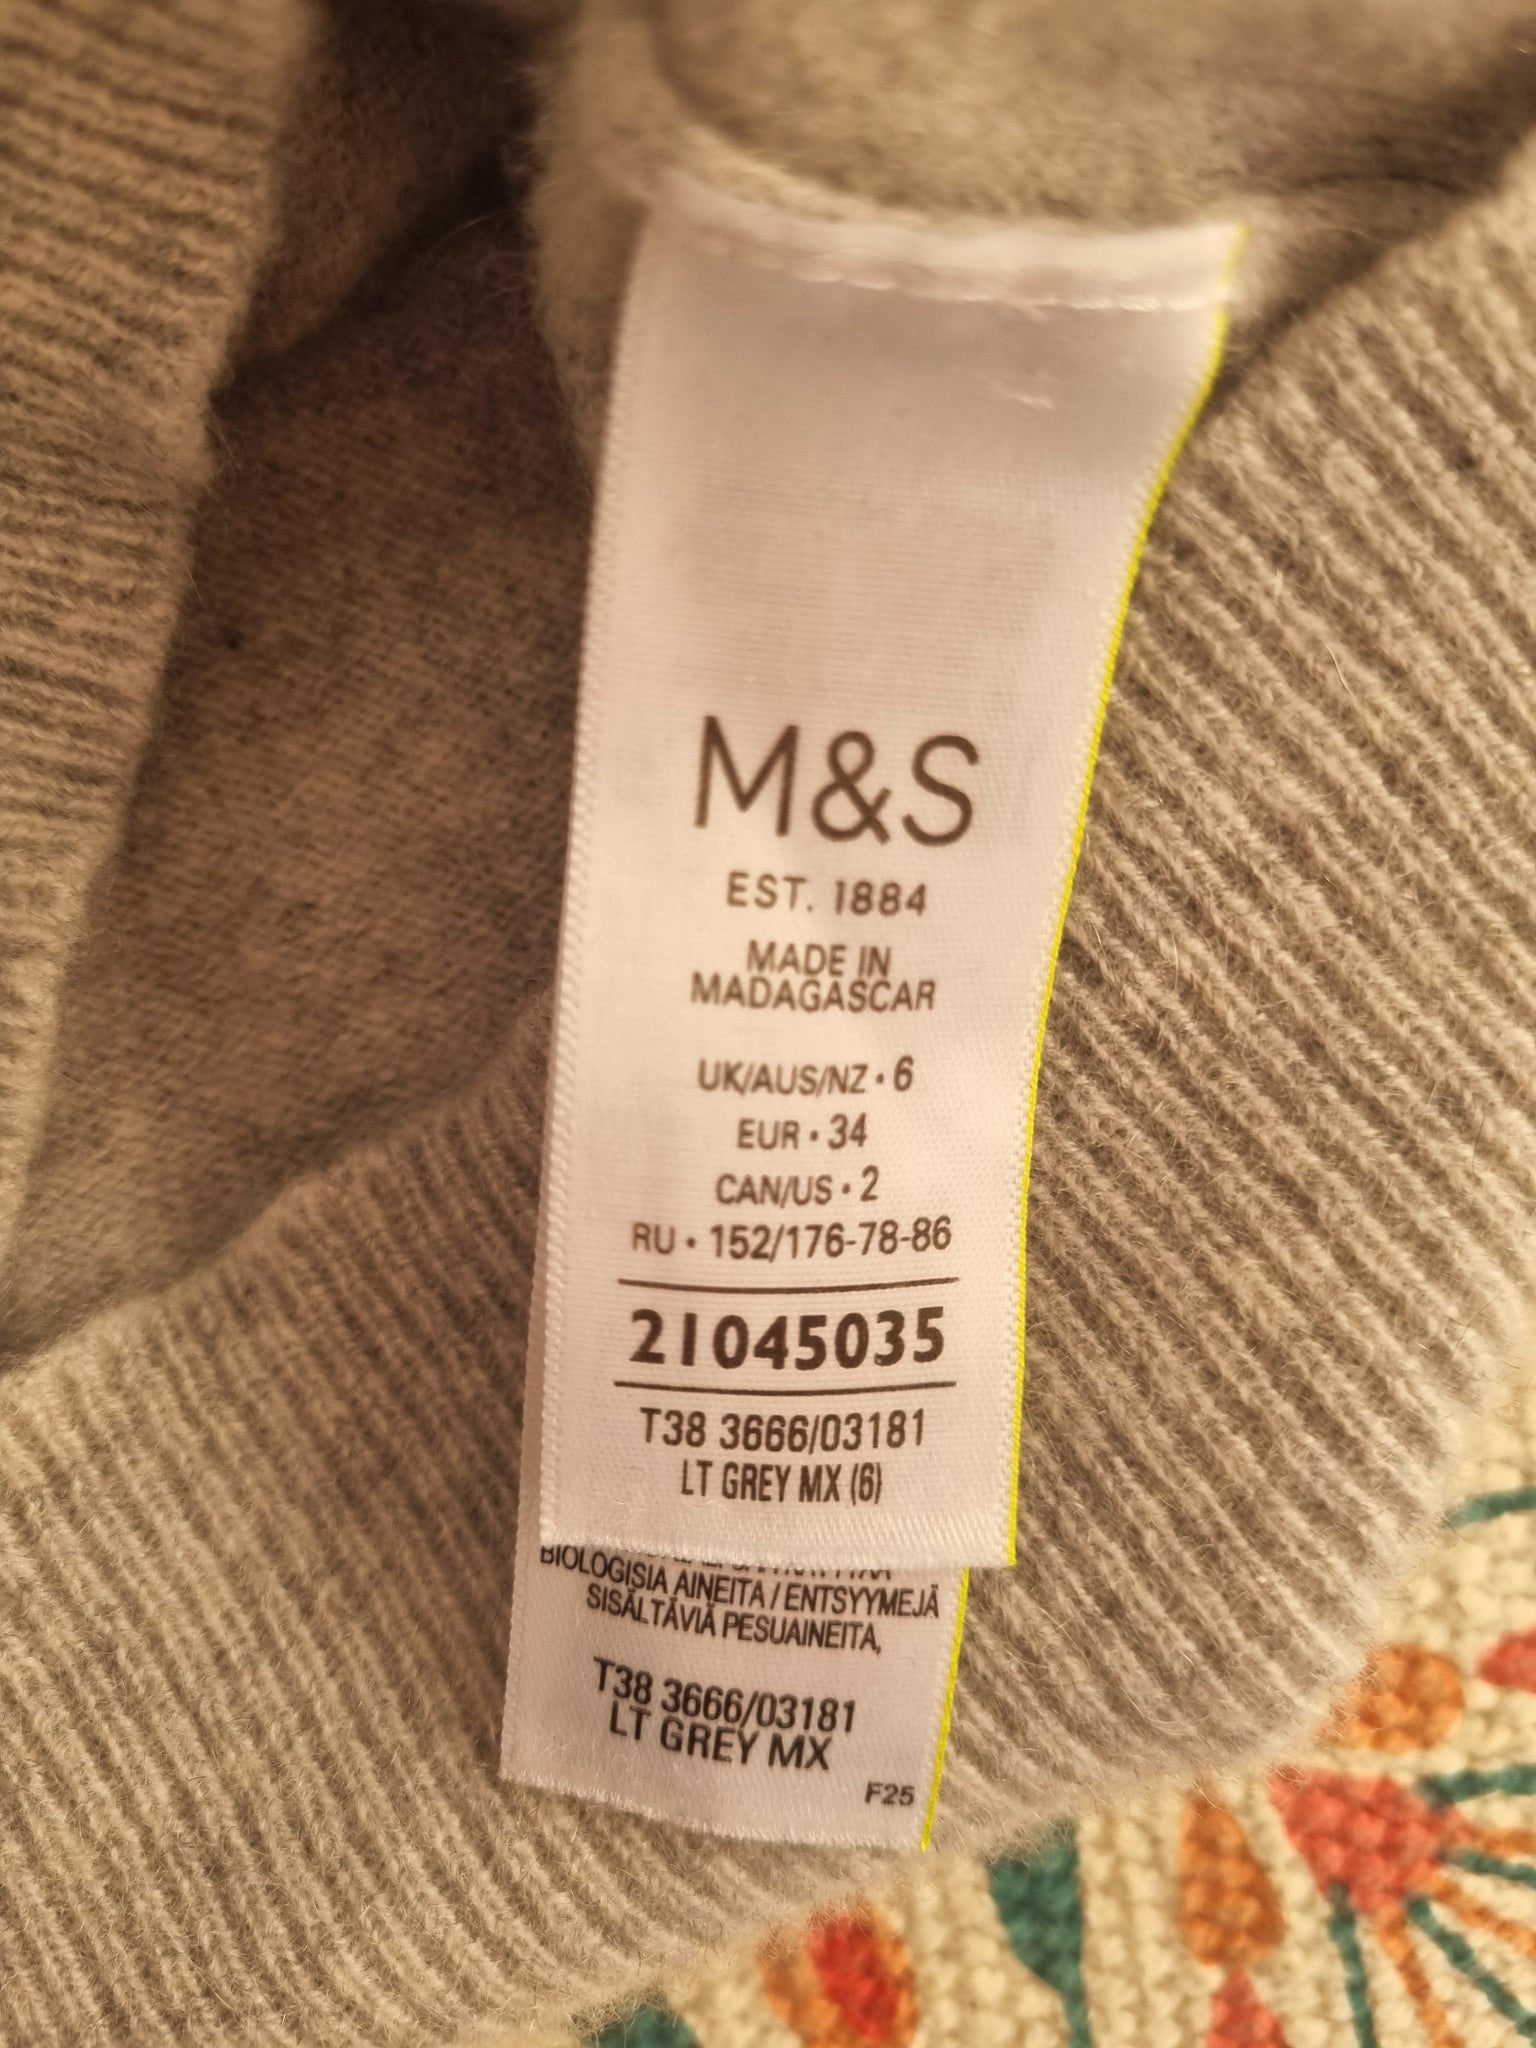 M&S
EST. 1884
MADE IN
MADAGASCAR
UK/AUS/NZ • 6
EUR • 34
CAN/US • 2
RU • 152/176-78-86
21045035
T38 3666/03181
LT GREY MX (6)
BIOLOGISIA AINEITA / ENTSYYMEJÄ
SISÄLTÄVIÄ PESUAINEITA,
T38 3666/03181
LT GREY MX
F25